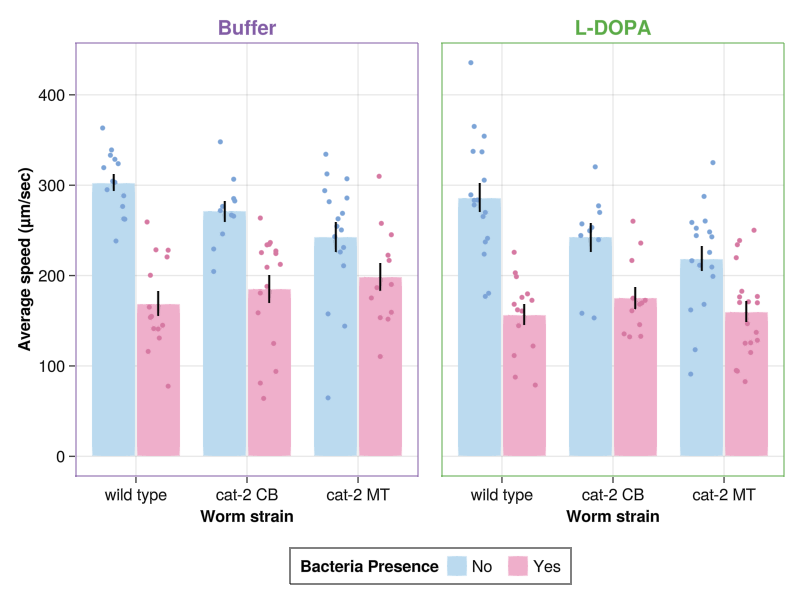 Buffer
L-DOPA
Average speed (μm/sec)
400
300
200
100
0
wild type cat-2 CB cat-2 MT
wild type cat-2 CB cat-2 MT
Worm strain
Worm strain
Bacteria Presence No Yes